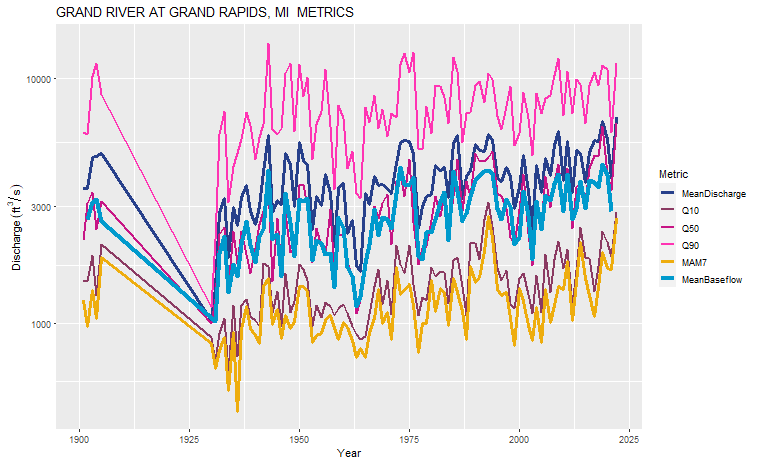 GRAND RIVER AT GRAND RAPIDS, MI  METRICS
Discharge (ft³/s)
10000
3000
1000
1900
1925
1950
1975
2000
2025
Year
Metric
MeanDischarge
Q10
Q50
Q90
MAM7
MeanBaseflow